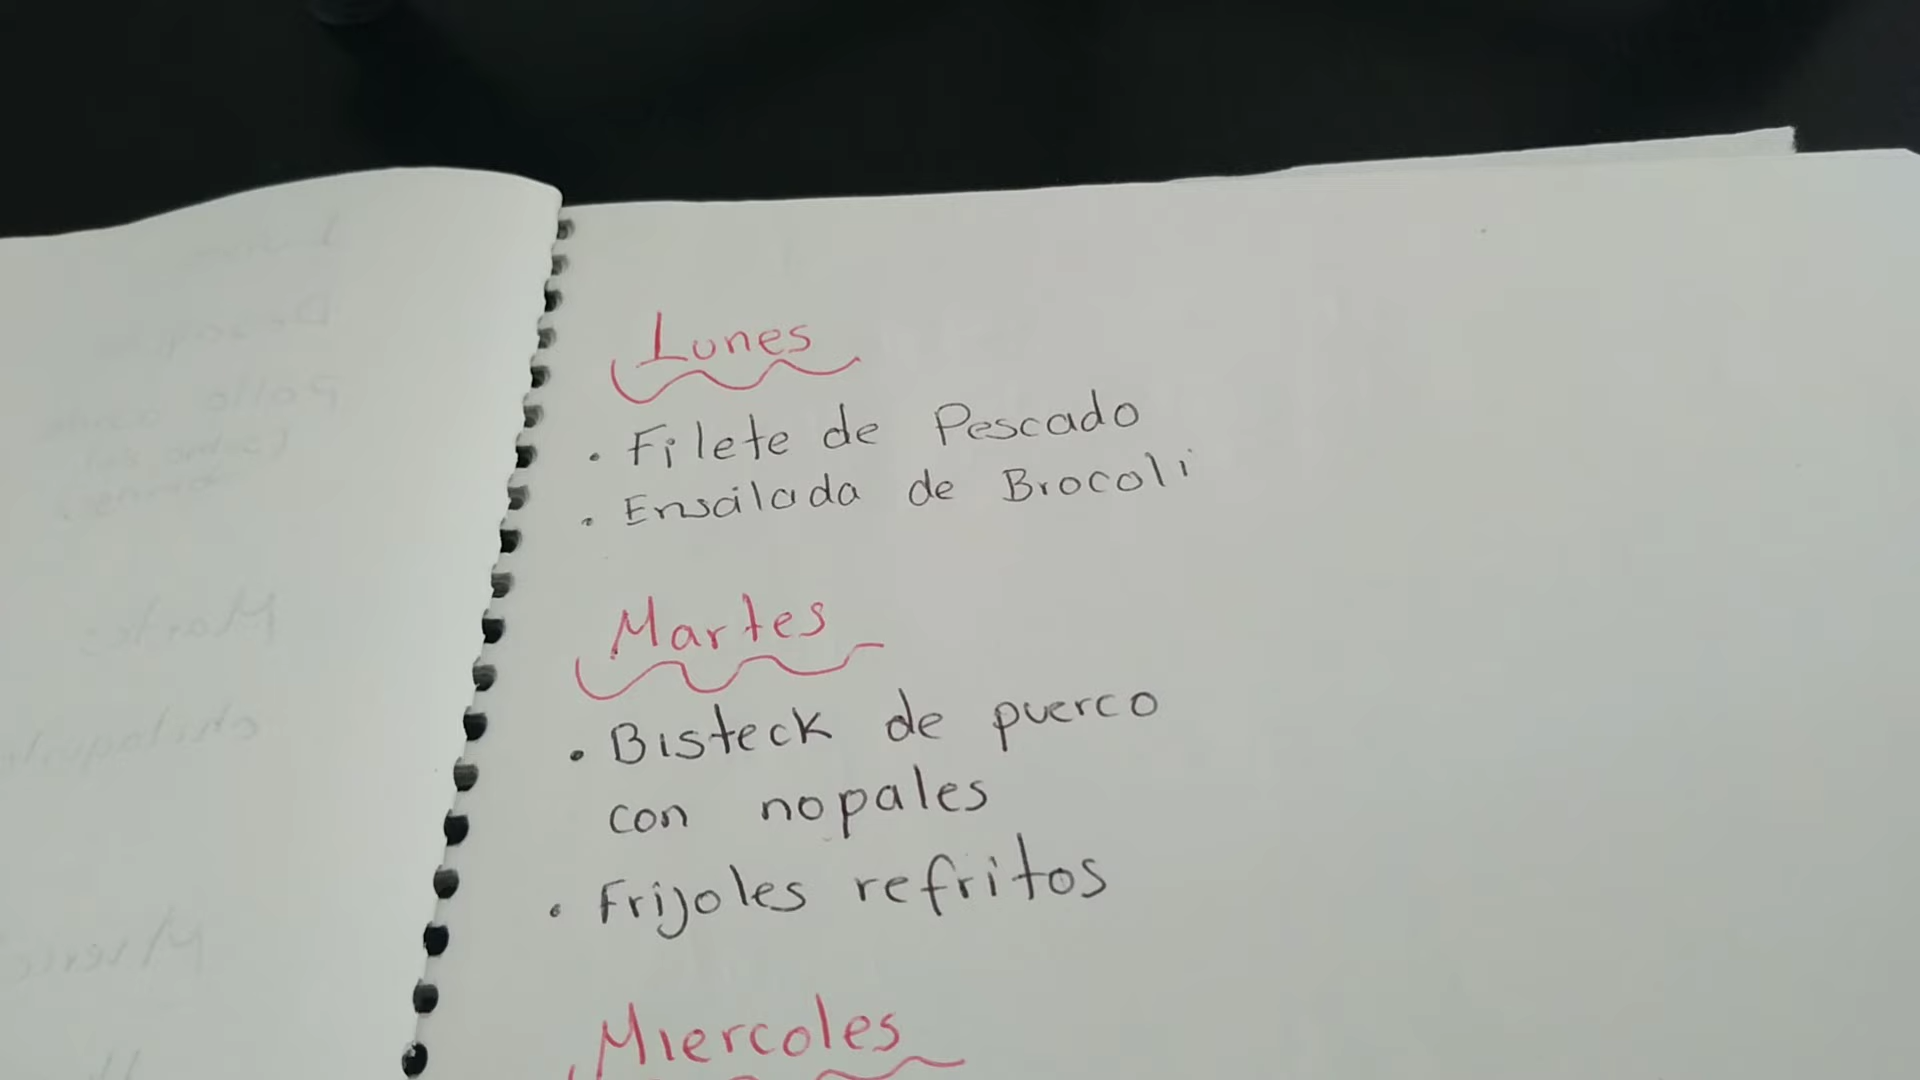 Lunes
. Filete de Pescado
. Ensalada de Brocoli
Martes
. Bisteck de puerco
con nopales
. Frijoles refritos
Miercoles